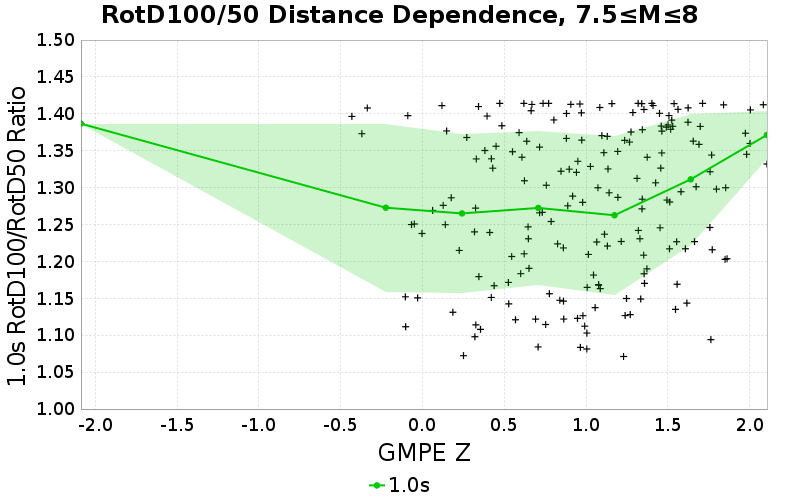 RotD100/50 Distance Dependence, 7.5≤M≤8
1.0s RotD100/RotD50 Ratio
1.50
1.45
1.40
1.35
1.30
1.25
1.20
1.15
1.10
1.05
1.00
-2.0 -1.5 -1.0 -0.5 0.0 0.5 1.0 1.5 2.0
GMPE Z
1.0s